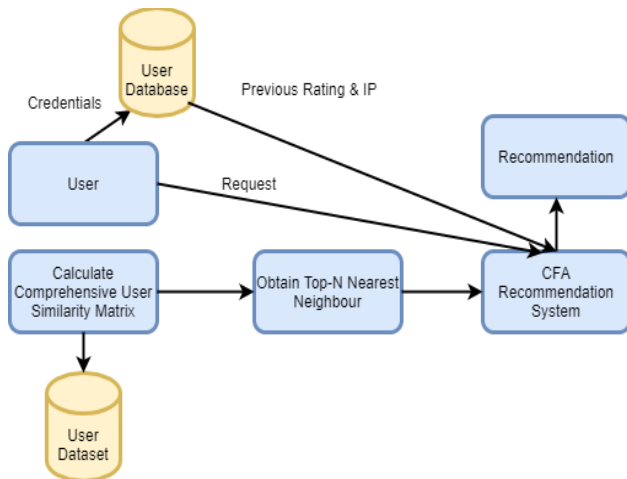 User
Database
Previous Rating & IP
Credentials
Recommendation
User
Request
Calculate
Comprehensive User
Similarity Matrix
Obtain Top-N Nearest
Neighbour
CFA
Recommendation
System
User
Dataset